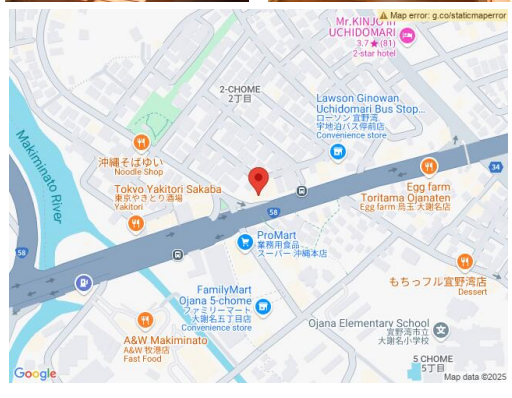 Map error: g.co/staticmaperror
Mr.KINJO in
UCHIDOMARI
3.7★(81)
2-star hotel
2-CHOME
2丁目
Lawson Ginowan
Uchidomari Bus Stop...
ローソン 宜野湾
宇地泊バス停前店
Convenience store
Makiminato River
沖縄そばゆい
Noodle Shop
34
Tokyo Yakitori Sakaba
東京やきとり酒場
Yakitori
Egg farm
Toritama Ojanaten
Egg farm 鳥玉 大謝名店
58
ProMart
業務用食品
スーパー 沖縄本店
58
もちっフル宜野湾店
Dessert
FamilyMart
Ojana 5-chome
ファミリーマート
大謝名五丁目店
Convenience store
Ojana Elementary School
宜野湾市立
大謝名小学校
A&W Makiminato
A&W 牧港店
Fast Food
5 CHOME
5丁目
Google
Map data ©2025